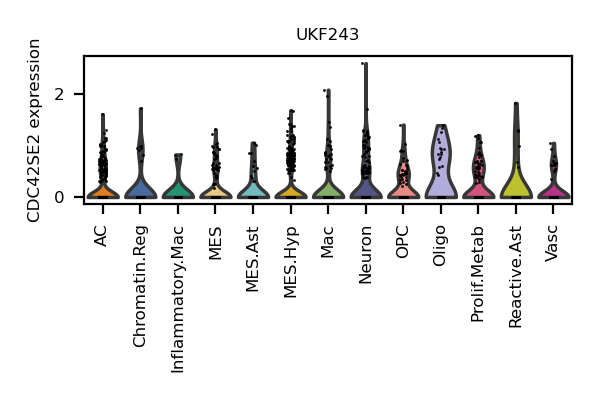 UKF243
CDC42SE2 expression
2
0
AC
Chromatin.Reg
Inflammatory.Mac
MES
MES.Ast
MES.Hyp
Mac
Neuron
OPC
Oligo
Prolif.Metab
Reactive.Ast
Vasc